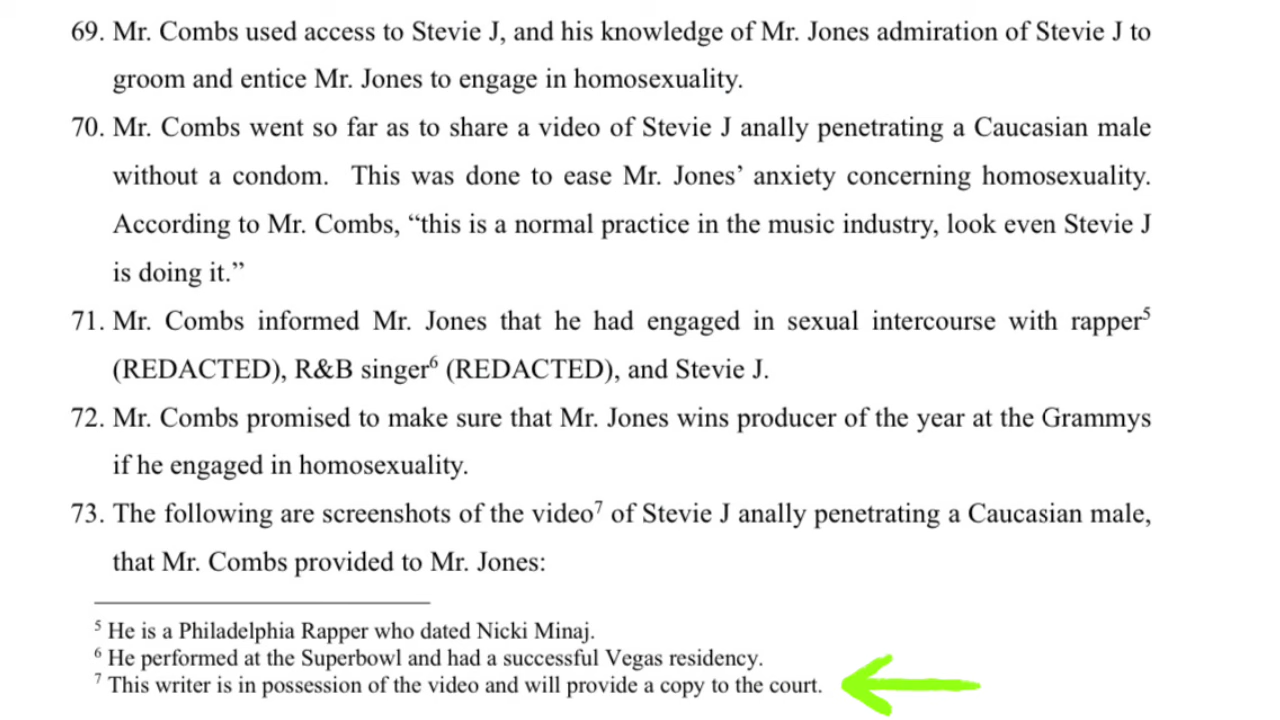 69. Mr. Combs used access to Stevie J, and his knowledge of Mr. Jones admiration of Stevie J to
groom and entice Mr. Jones to engage in homosexuality.
70. Mr. Combs went so far as to share a video of Stevie J anally penetrating a Caucasian male
without a condom. This was done to ease Mr. Jones’ anxiety concerning homosexuality.
According to Mr. Combs, “this is a normal practice in the music industry, look even Stevie J
is doing it.”
71. Mr. Combs informed Mr. Jones that he had engaged in sexual intercourse with rapper⁵
(REDACTED), R&B singer⁶ (REDACTED), and Stevie J.
72. Mr. Combs promised to make sure that Mr. Jones wins producer of the year at the Grammys
if he engaged in homosexuality.
73. The following are screenshots of the video⁷ of Stevie J anally penetrating a Caucasian male,
that Mr. Combs provided to Mr. Jones:
⁵ He is a Philadelphia Rapper who dated Nicki Minaj.
⁶ He performed at the Superbowl and had a successful Vegas residency.
⁷ This writer is in possession of the video and will provide a copy to the court.